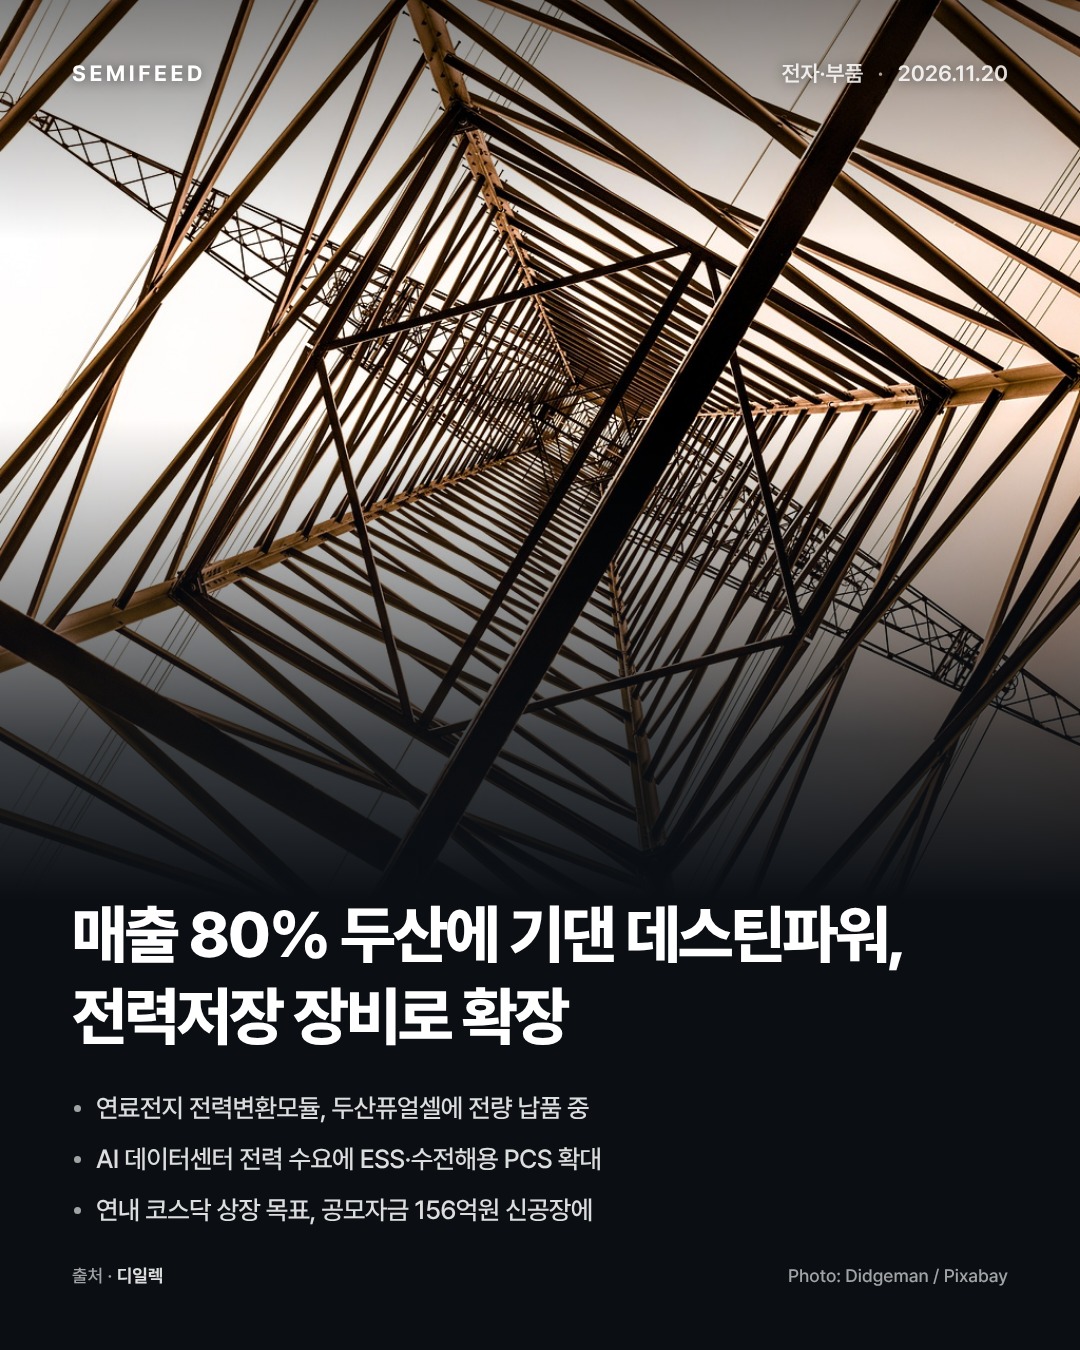 SEMIFEED
전자·부품 · 2026.11.20
매출 80% 두산에 기댄 데스틴파워,
전력저장 장비로 확장
• 연료전지 전력변환모듈, 두산퓨얼셀에 전량 납품 중
• AI 데이터센터 전력 수요에 ESS·수전해용 PCS 확대
• 연내 코스닥 상장 목표, 공모자금 156억원 신공장에
출처 · 디일렉
Photo: Didgeman / Pixabay